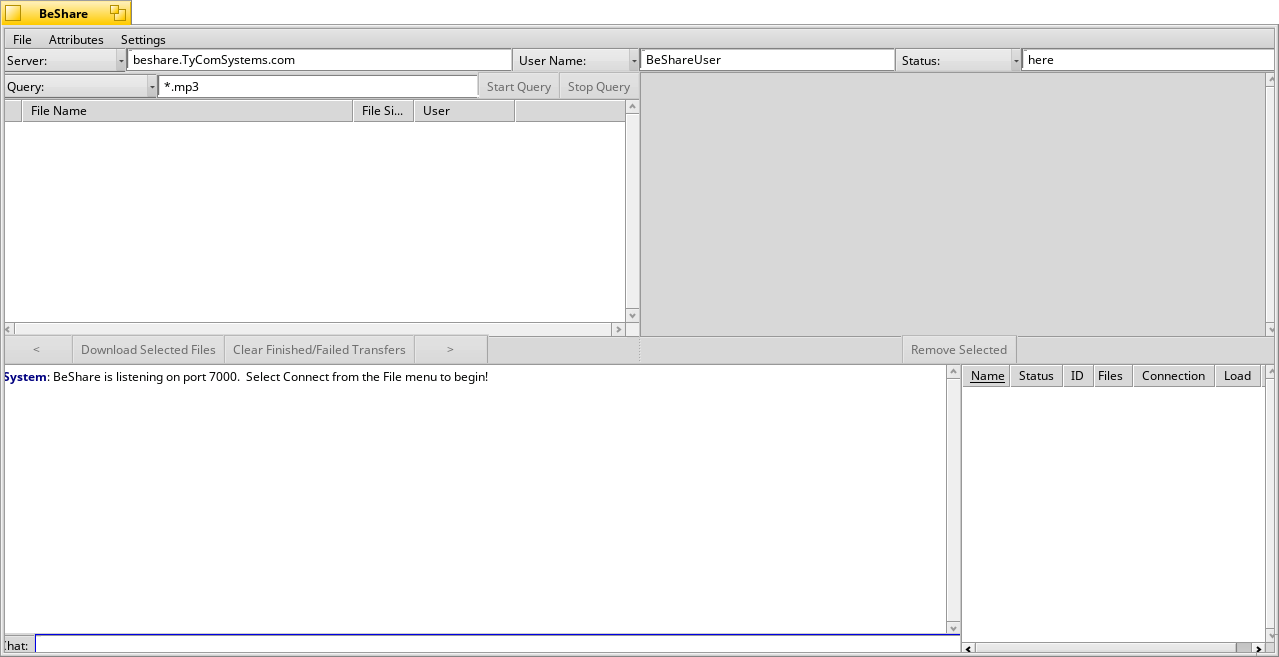 BeShare
File Attributes Settings
Server: beshare.TyComSystems.com User Name: BeShareUser Status: here
Query: *.mp3 Start Query Stop Query
File Name File Si... User
< Download Selected Files Clear Finished/Failed Transfers > Remove Selected
System: BeShare is listening on port 7000.  Select Connect from the File menu to begin!
Name Status ID Files Connection Load
hat: